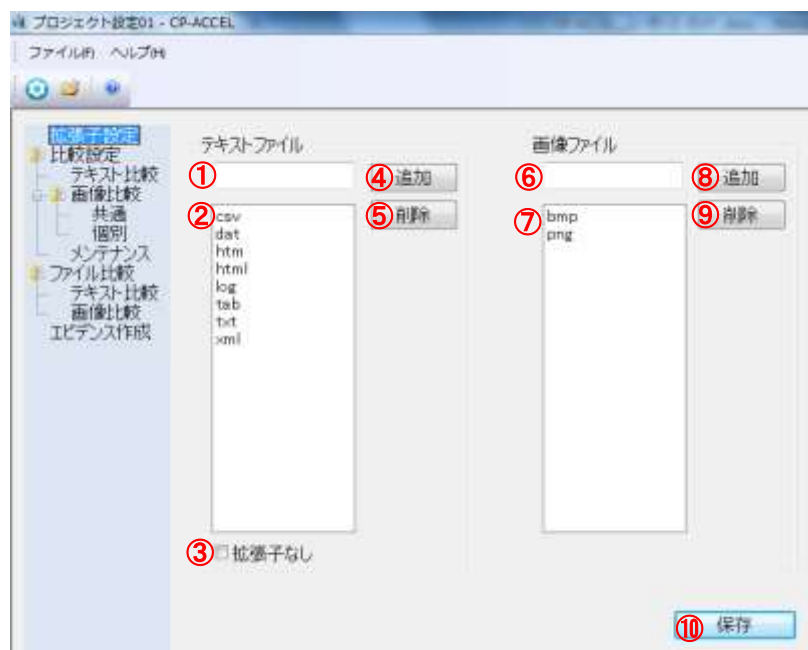 プロジェクト設定01 - CP-ACCEL
ファイル(F) ヘルプ(H)
拡張子設定
比較設定
テキスト比較
画像比較
共通
個別
メンテナンス
ファイル比較
テキスト比較
画像比較
エビデンス作成
テキストファイル
①
④追加
②csv
⑤削除
dat
htm
html
log
tab
txt
xml
③拡張子なし
画像ファイル
⑥
⑧追加
⑦bmp
⑨削除
png
⑩ 保存